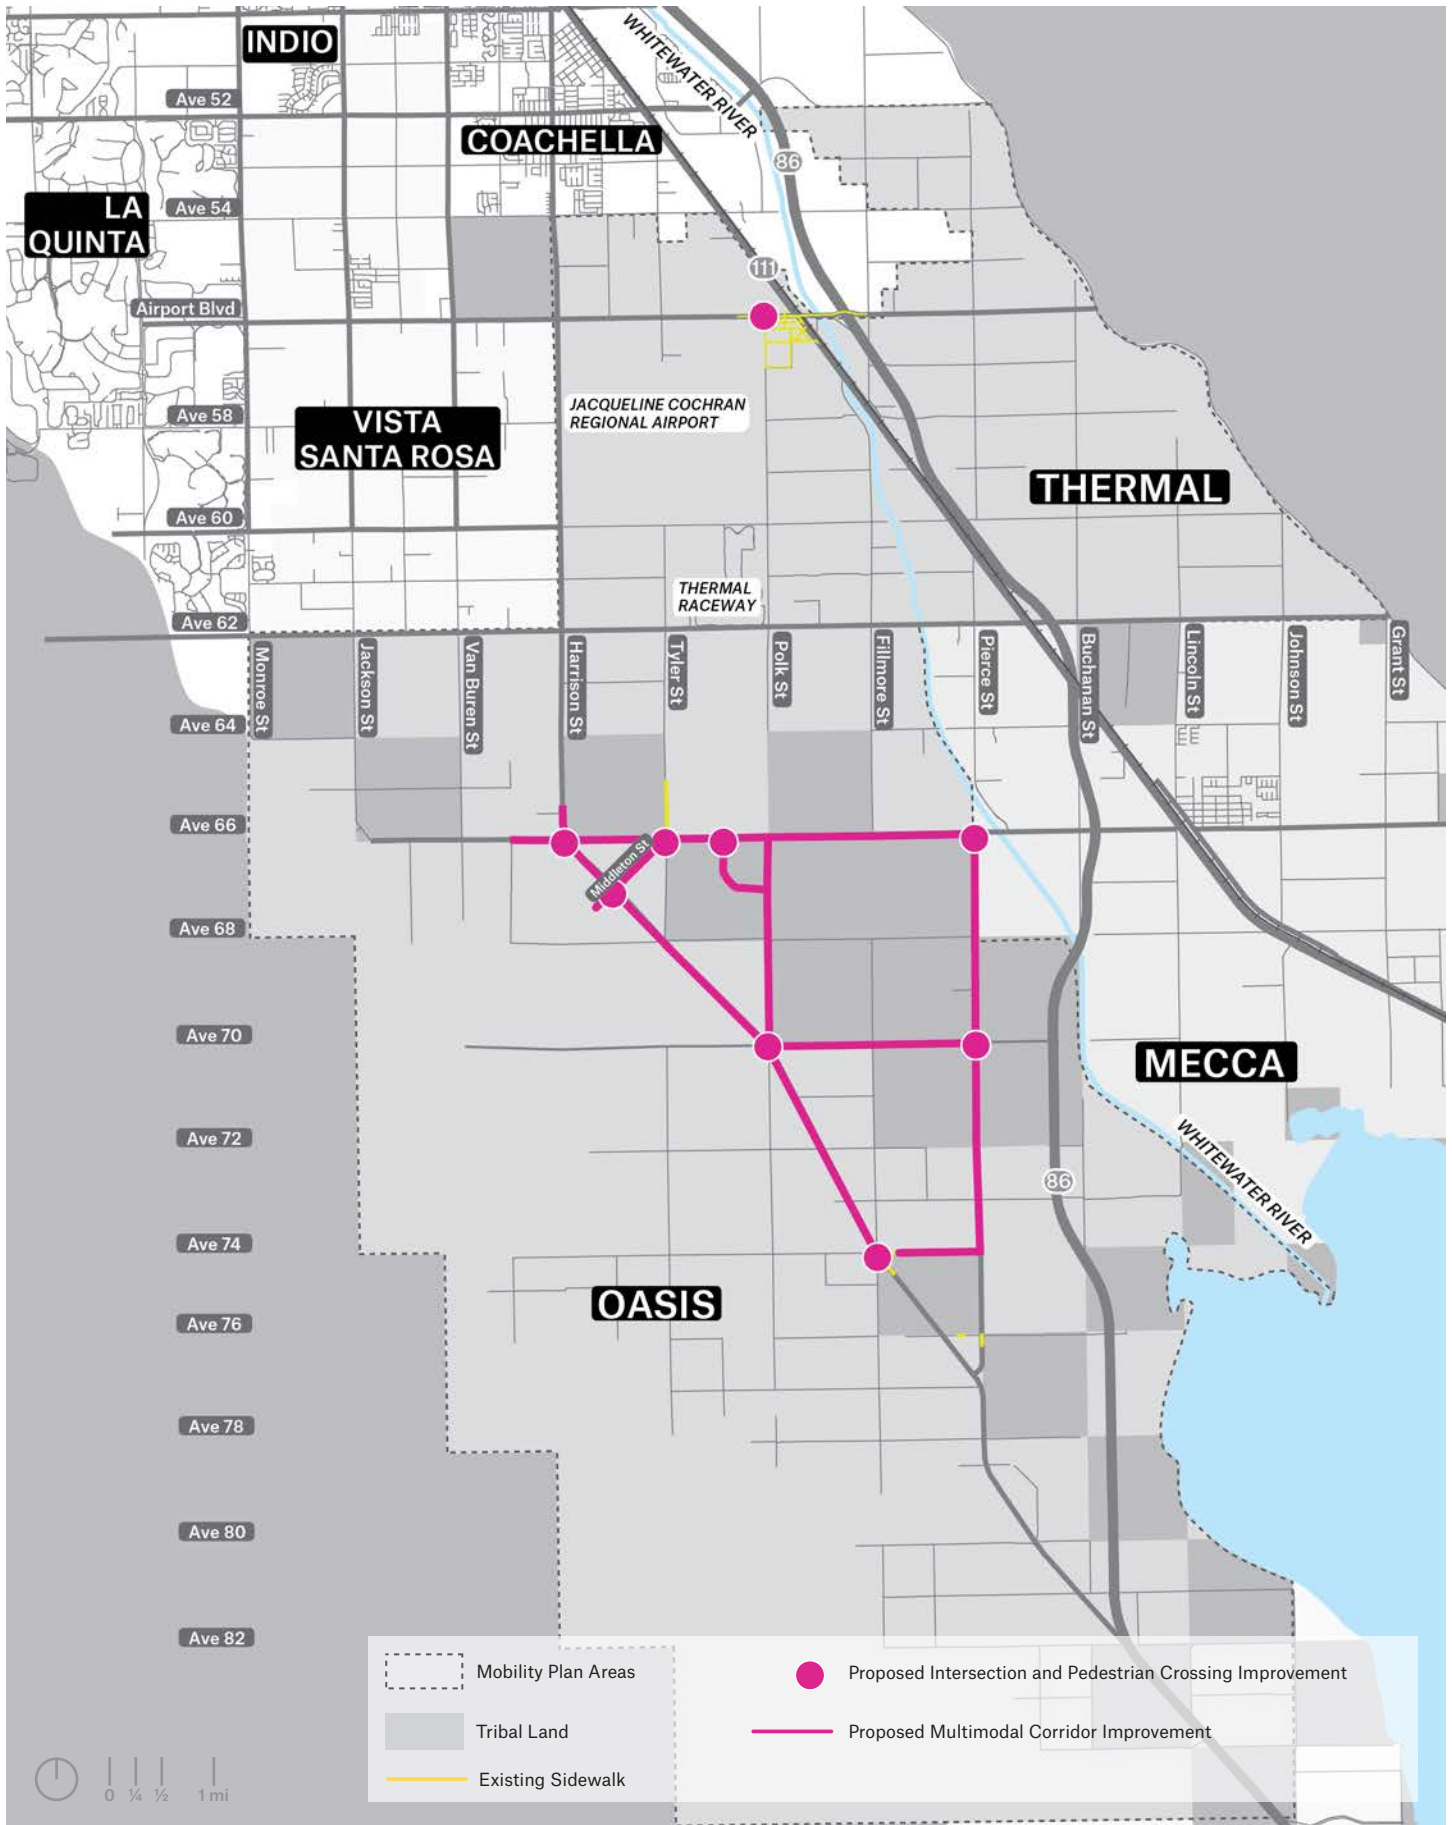 INDIO
WHITEWATER RIVER
Ave 52
COACHELLA
86
LA
QUINTA
Ave 54
111
Airport Blvd
JACQUELINE COCHRAN
REGIONAL AIRPORT
Ave 58
VISTA
SANTA ROSA
THERMAL
Ave 60
THERMAL
RACEWAY
Ave 62
Monroe St
Jackson St
Van Buren St
Harrison St
Tyler St
Polk St
Fillmore St
Pierce St
Buchanan St
Lincoln St
Johnson St
Grant St
Ave 64
Ave 66
Middleton St
Ave 68
Ave 70
MECCA
Ave 72
WHITEWATER RIVER
86
Ave 74
OASIS
Ave 76
Ave 78
Ave 80
Ave 82
Mobility Plan Areas
Proposed Intersection and Pedestrian Crossing Improvement
Tribal Land
Proposed Multimodal Corridor Improvement
Existing Sidewalk
0 ¼ ½ 1 mi